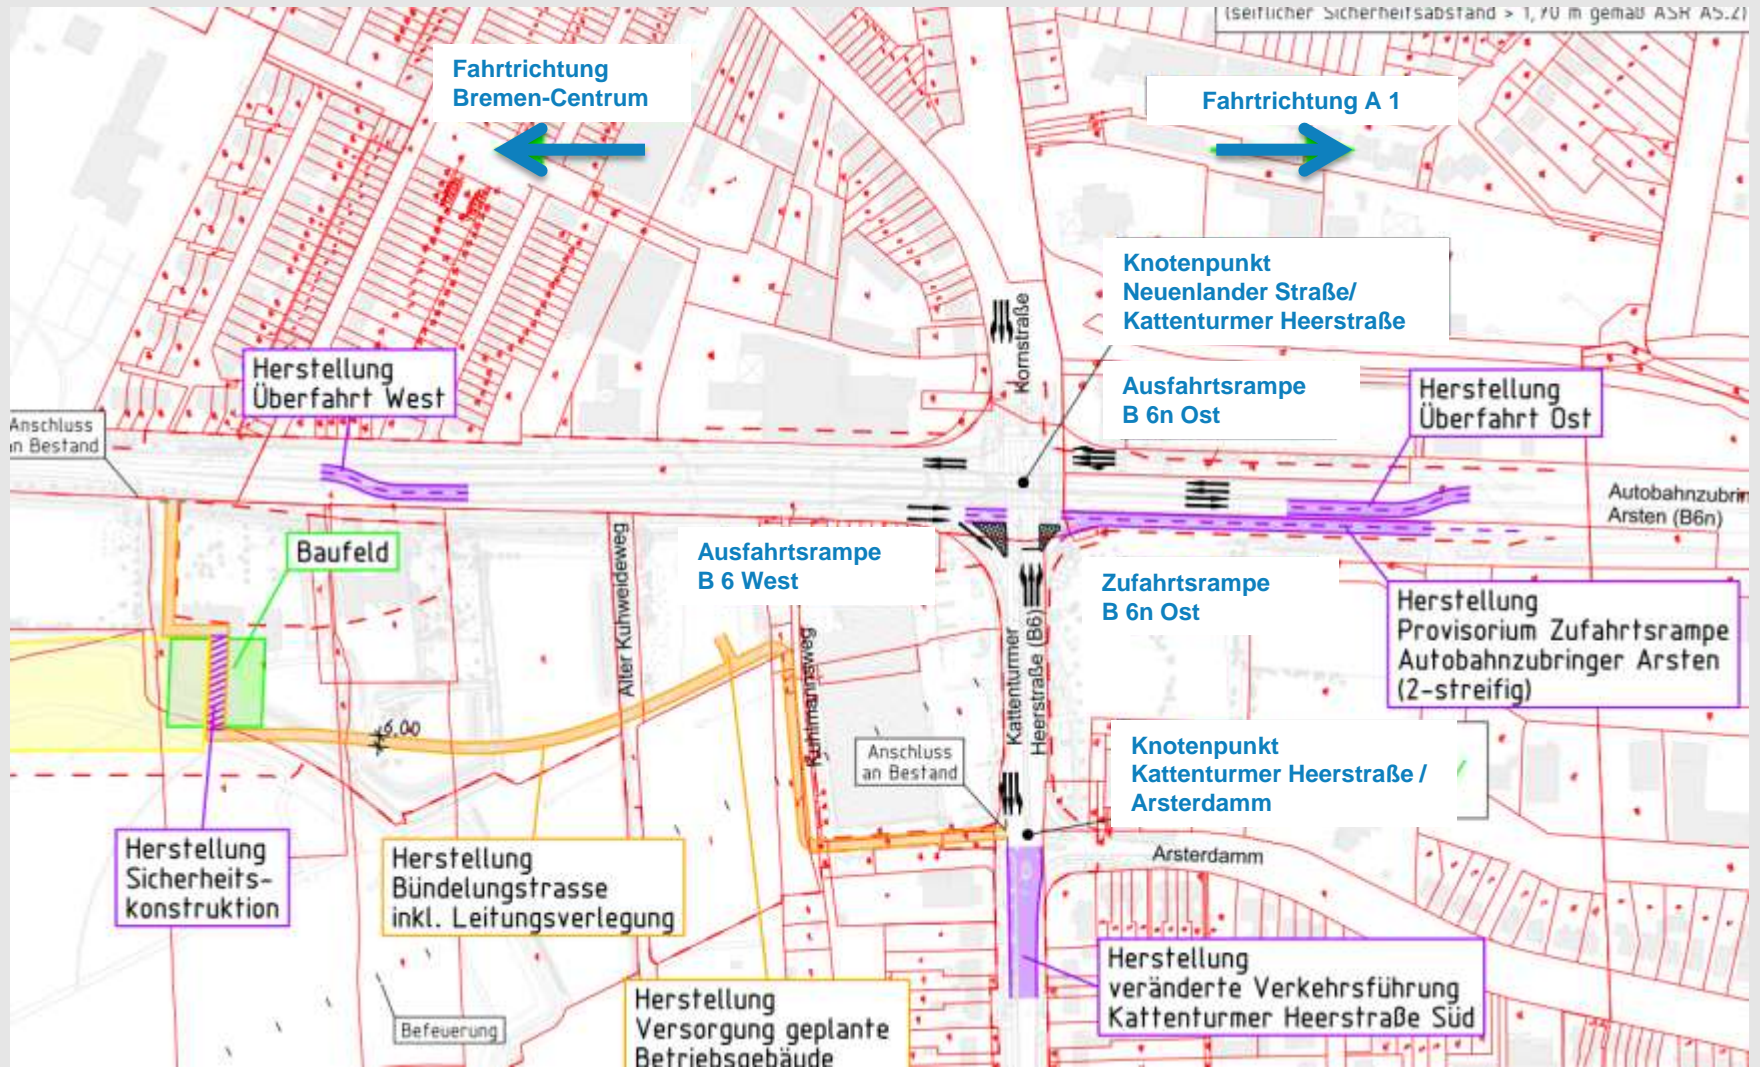 (seitlicher Sicherheitsabstand > 1,70 m gemäß ASR A5.2)
Fahrtrichtung
Bremen-Centrum
Fahrtrichtung A 1
Knotenpunkt
Neuenlander Straße/
Kattenturmer Heerstraße
Kornstraße
Herstellung
Überfahrt West
Ausfahrtsrampe
B 6n Ost
Herstellung
Überfahrt Ost
Anschluss
an Bestand
Autobahnzubrin
Arsten (B6n)
Baufeld
Alter Kuhweideweg
Ausfahrtsrampe
B 6 West
Zufahrtsrampe
B 6n Ost
Herstellung
Provisorium Zufahrtsrampe
Autobahnzubringer Arsten
(2-streifig)
Kuhlmannsweg
Kattenturmer
Heerstraße (B6)
6,00
Anschluss
an Bestand
Knotenpunkt
Kattenturmer Heerstraße /
Arsterdamm
Arsterdamm
Herstellung
Sicherheits-
konstruktion
Herstellung
Bündelungstrasse
inkl. Leitungsverlegung
Herstellung
veränderte Verkehrsführung
Kattenturmer Heerstraße Süd
Befeuerung
Herstellung
Versorgung geplante
Betriebsgebäude